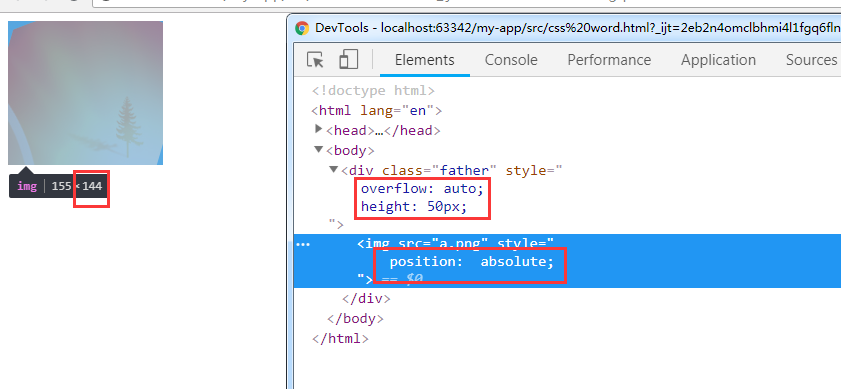 DevTools - localhost:63342/my-app/src/css%20word.html?_ijt=2eb2n4omclbhmi4l1fgq6fln
Elements Console Performance Application Sources
<!doctype html>
<html lang="en">
<head>…</head>
<body>
<div class="father" style="
overflow: auto;
height: 50px;
">
<img src="a.png" style="
position: absolute;
"> == $0
</div>
</body>
</html>
img 155 × 144